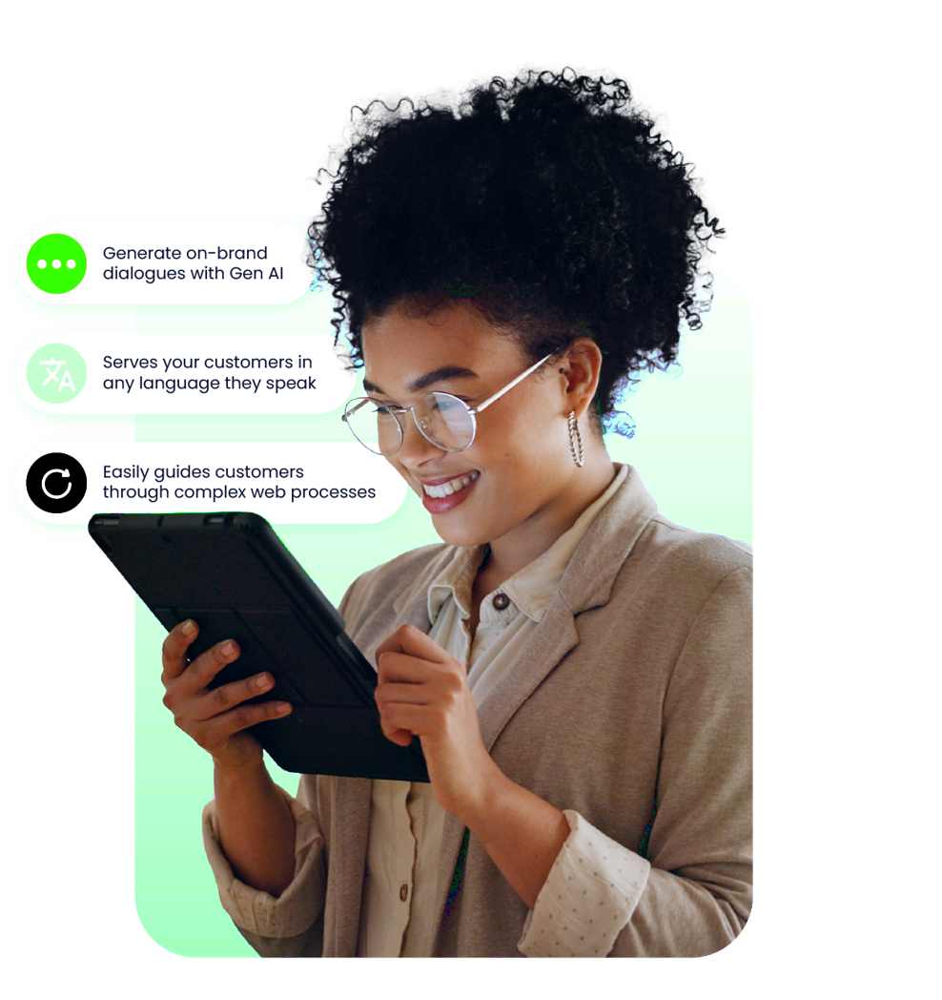 Generate on-brand
dialogues with Gen AI
Serves your customers in
any language they speak
Easily guides customers
through complex web processes